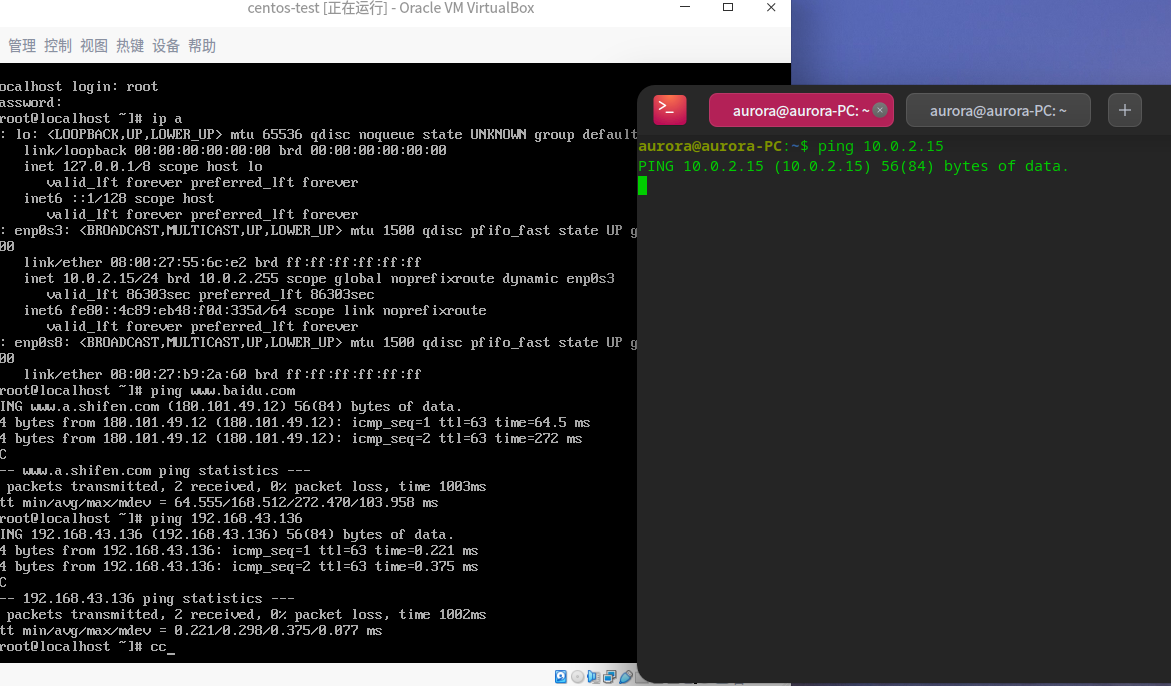 centos-test [正在运行] - Oracle VM VirtualBox
管理 控制 视图 热键 设备 帮助
ocalhost login: root
assword:
root@localhost ~]# ip a
: lo: <LOOPBACK,UP,LOWER_UP> mtu 65536 qdisc noqueue state UNKNOWN group default
link/loopback 00:00:00:00:00:00 brd 00:00:00:00:00:00
inet 127.0.0.1/8 scope host lo
valid_lft forever preferred_lft forever
inet6 ::1/128 scope host
valid_lft forever preferred_lft forever
: enp0s3: <BROADCAST,MULTICAST,UP,LOWER_UP> mtu 1500 qdisc pfifo_fast state UP g
00
link/ether 08:00:27:55:6c:e2 brd ff:ff:ff:ff:ff:ff
inet 10.0.2.15/24 brd 10.0.2.255 scope global noprefixroute dynamic enp0s3
valid_lft 86303sec preferred_lft 86303sec
inet6 fe80::4c89:eb48:f0d:335d/64 scope link noprefixroute
valid_lft forever preferred_lft forever
: enp0s8: <BROADCAST,MULTICAST,UP,LOWER_UP> mtu 1500 qdisc pfifo_fast state UP g
00
link/ether 08:00:27:b9:2a:60 brd ff:ff:ff:ff:ff:ff
root@localhost ~]# ping www.baidu.com
ING www.a.shifen.com (180.101.49.12) 56(84) bytes of data.
4 bytes from 180.101.49.12 (180.101.49.12): icmp_seq=1 ttl=63 time=64.5 ms
4 bytes from 180.101.49.12 (180.101.49.12): icmp_seq=2 ttl=63 time=272 ms
C
-- www.a.shifen.com ping statistics ---
packets transmitted, 2 received, 0% packet loss, time 1003ms
tt min/avg/max/mdev = 64.555/168.512/272.470/103.958 ms
root@localhost ~]# ping 192.168.43.136
ING 192.168.43.136 (192.168.43.136) 56(84) bytes of data.
4 bytes from 192.168.43.136: icmp_seq=1 ttl=63 time=0.221 ms
4 bytes from 192.168.43.136: icmp_seq=2 ttl=63 time=0.375 ms
C
-- 192.168.43.136 ping statistics ---
packets transmitted, 2 received, 0% packet loss, time 1002ms
tt min/avg/max/mdev = 0.221/0.298/0.375/0.077 ms
root@localhost ~]# cc_
aurora@aurora-PC: ~
aurora@aurora-PC: ~
aurora@aurora-PC:~$ ping 10.0.2.15
PING 10.0.2.15 (10.0.2.15) 56(84) bytes of data.